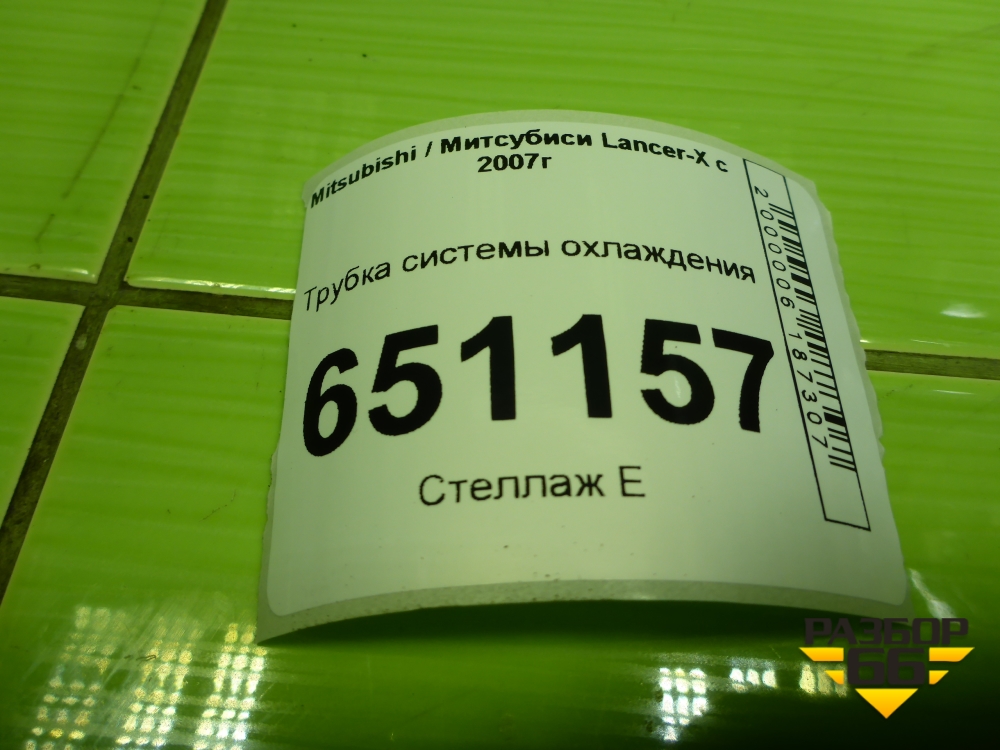 Mitsubishi / Митсубиси Lancer-X с
2007г
Трубка системы охлаждения
651157
Стеллаж Е
2000006187307
РАЗБОР
66